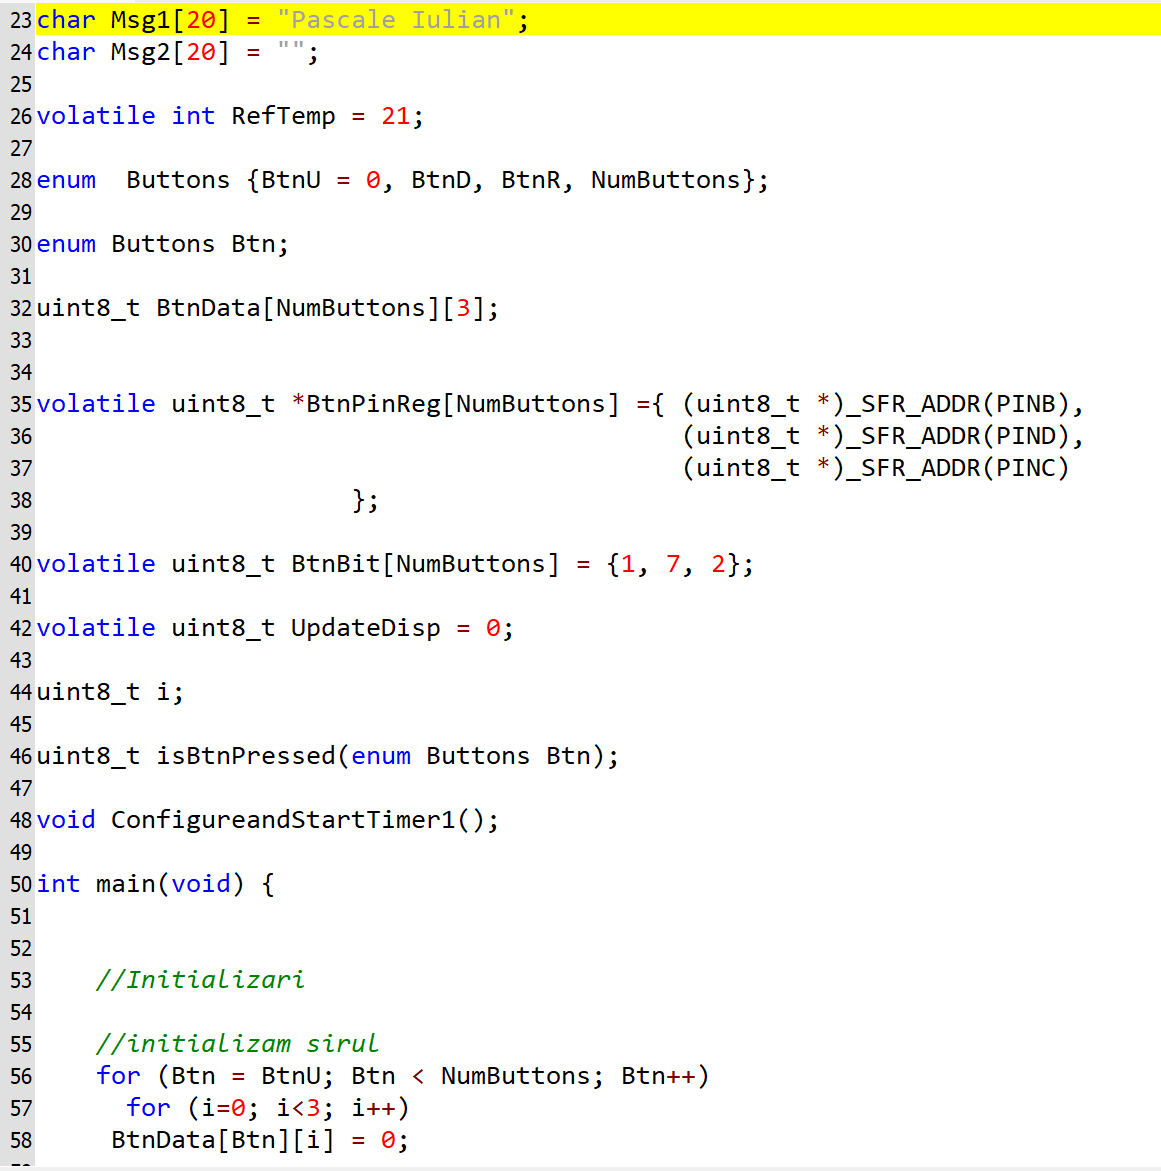 23 char Msg1[20] = "Pascale Iulian";
24 char Msg2[20] = "";
25
26 volatile int RefTemp = 21;
27
28 enum  Buttons {BtnU = 0, BtnD, BtnR, NumButtons};
29
30 enum Buttons Btn;
31
32 uint8_t BtnData[NumButtons][3];
33
34
35 volatile uint8_t *BtnPinReg[NumButtons] ={ (uint8_t *)_SFR_ADDR(PINB),
36                                            (uint8_t *)_SFR_ADDR(PIND),
37                                            (uint8_t *)_SFR_ADDR(PINC)
38                      };
39
40 volatile uint8_t BtnBit[NumButtons] = {1, 7, 2};
41
42 volatile uint8_t UpdateDisp = 0;
43
44 uint8_t i;
45
46 uint8_t isBtnPressed(enum Buttons Btn);
47
48 void ConfigureandStartTimer1();
49
50 int main(void) {
51
52
53     //Initializari
54
55     //initializam sirul
56     for (Btn = BtnU; Btn < NumButtons; Btn++)
57       for (i=0; i<3; i++)
58      BtnData[Btn][i] = 0;